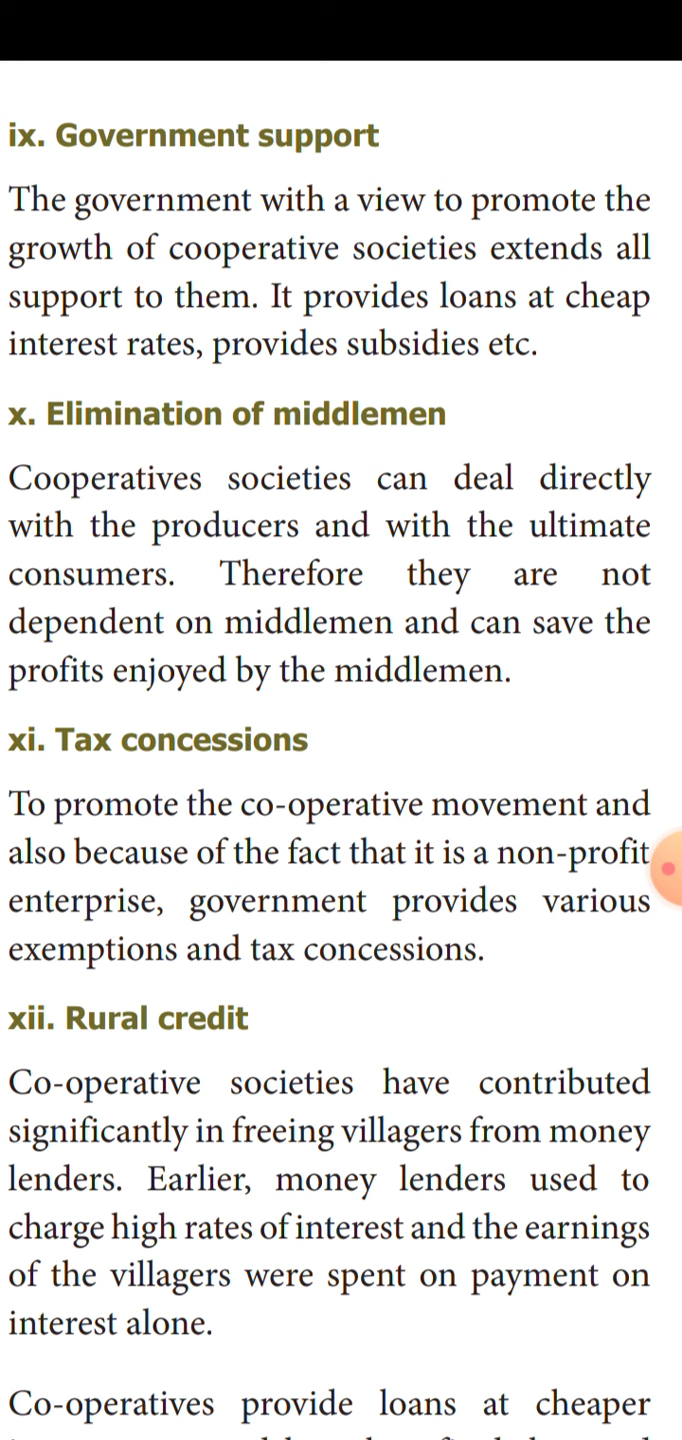 ix. Government support
The government with a view to promote the
growth of cooperative societies extends all
support to them. It provides loans at cheap
interest rates, provides subsidies etc.
x. Elimination of middlemen
Cooperatives societies can deal directly
with the producers and with the ultimate
consumers. Therefore they are not
dependent on middlemen and can save the
profits enjoyed by the middlemen.
xi. Tax concessions
To promote the co-operative movement and
also because of the fact that it is a non-profit
enterprise, government provides various
exemptions and tax concessions.
xii. Rural credit
Co-operative societies have contributed
significantly in freeing villagers from money
lenders. Earlier, money lenders used to
charge high rates of interest and the earnings
of the villagers were spent on payment on
interest alone.
Co-operatives provide loans at cheaper